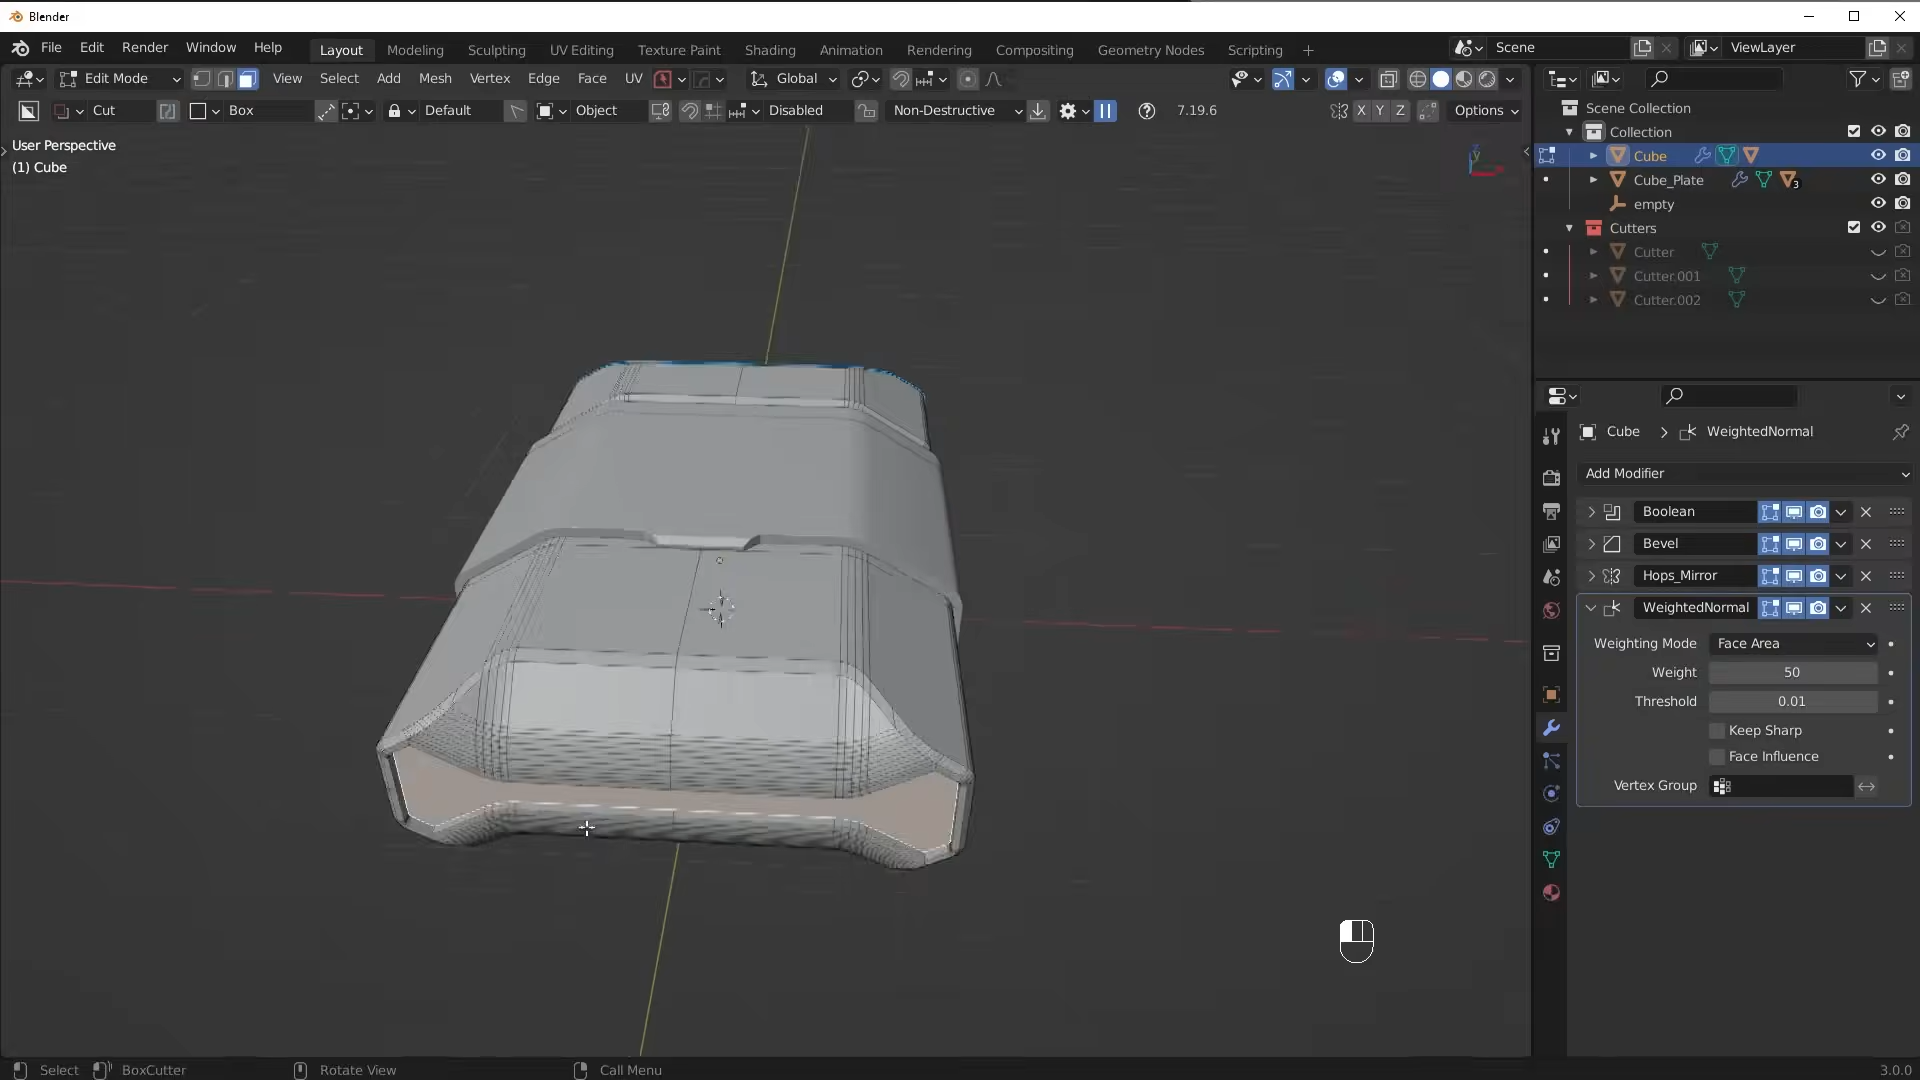 Blender
File Edit Render Window Help Layout Modeling Sculpting UV Editing Texture Paint Shading Animation Rendering Compositing Geometry Nodes Scripting + Scene ViewLayer
Edit Mode View Select Add Mesh Vertex Edge Face UV Global
Cut Box Default Object Disabled Non-Destructive 7.19.6 X Y Z Options
User Perspective
(1) Cube
Scene Collection
Collection
Cube
Cube_Plate 3
empty
Cutters
Cutter
Cutter.001
Cutter.002
Cube > WeightedNormal
Add Modifier
Boolean
Bevel
Hops_Mirror
WeightedNormal
Weighting Mode Face Area
Weight 50
Threshold 0.01
Keep Sharp
Face Influence
Vertex Group
Select BoxCutter Rotate View Call Menu 3.0.0